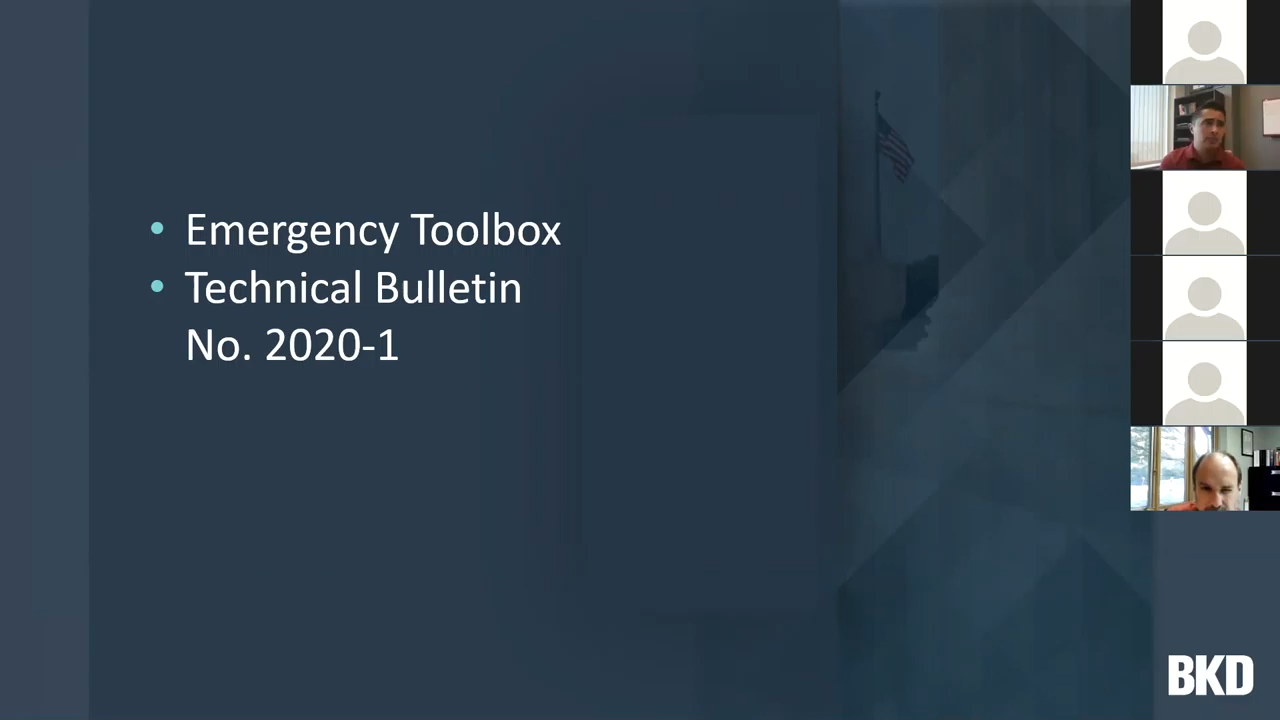 • Emergency Toolbox
• Technical Bulletin
No. 2020-1
BKD